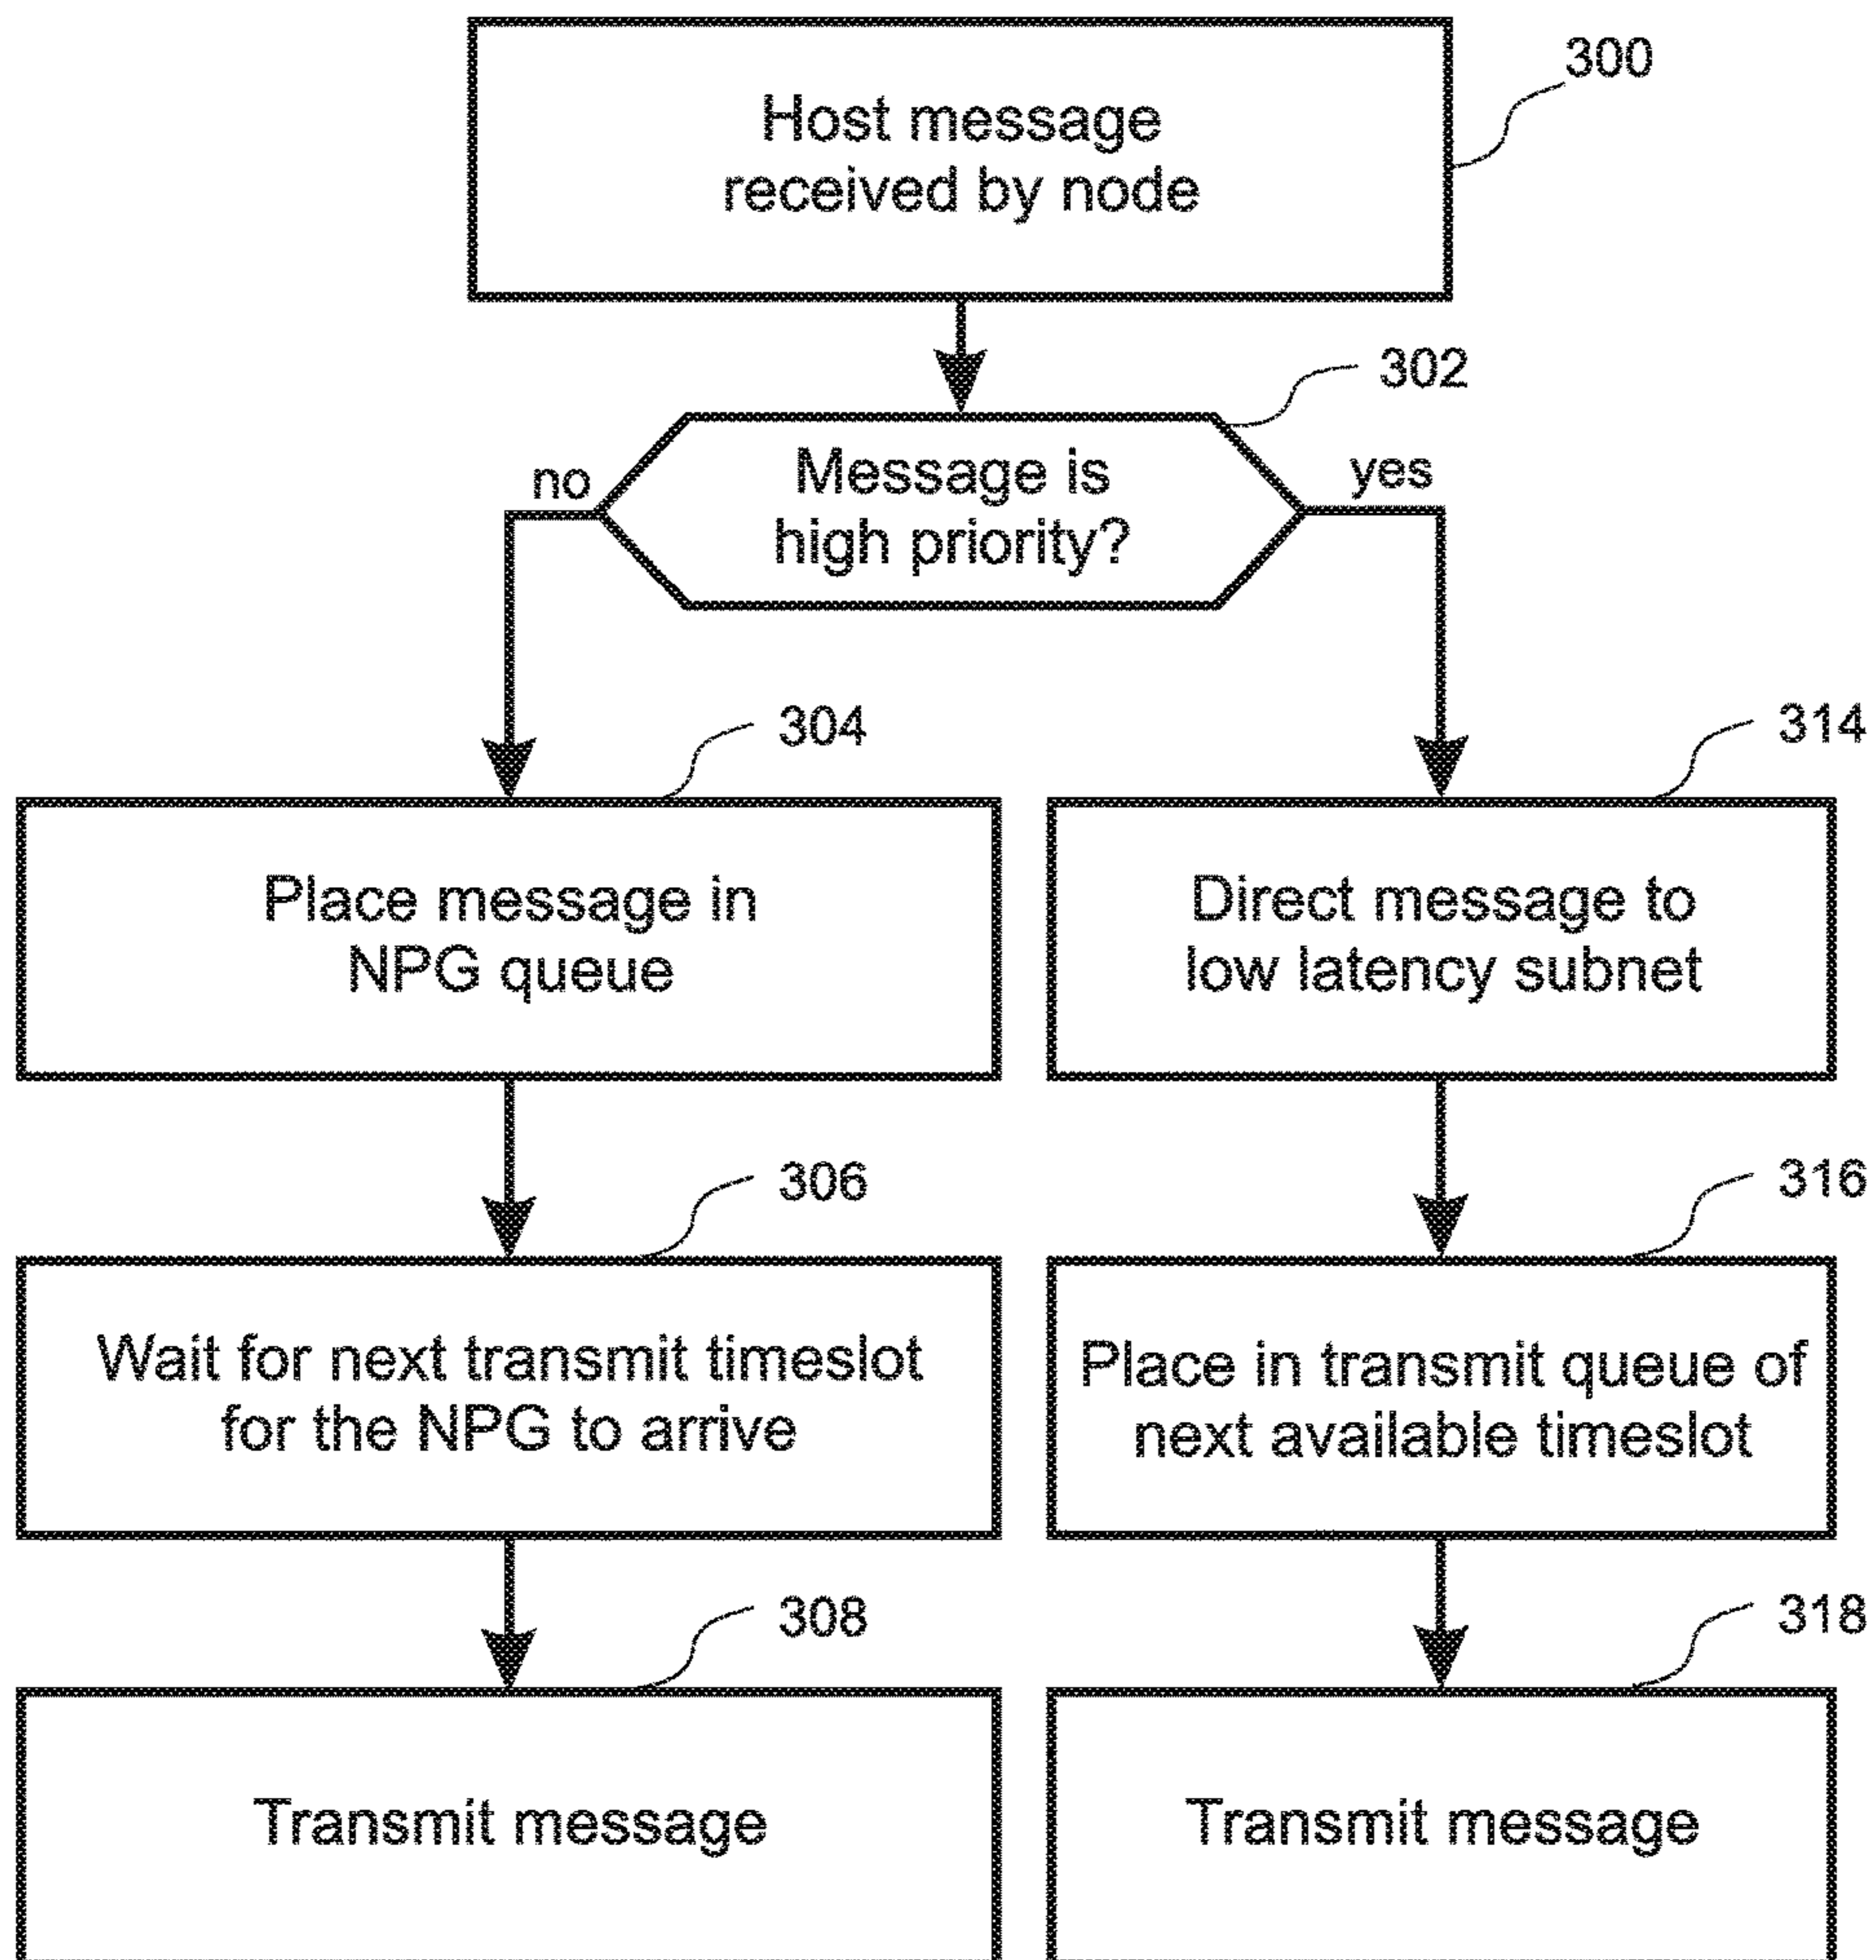 Host message
received by node
300
302
no
Message is
high priority?
yes
304
314
Place message in
NPG queue
Direct message to
low latency subnet
306
316
Wait for next transmit timeslot
for the NPG to arrive
Place in transmit queue of
next available timeslot
308
318
Transmit message
Transmit message